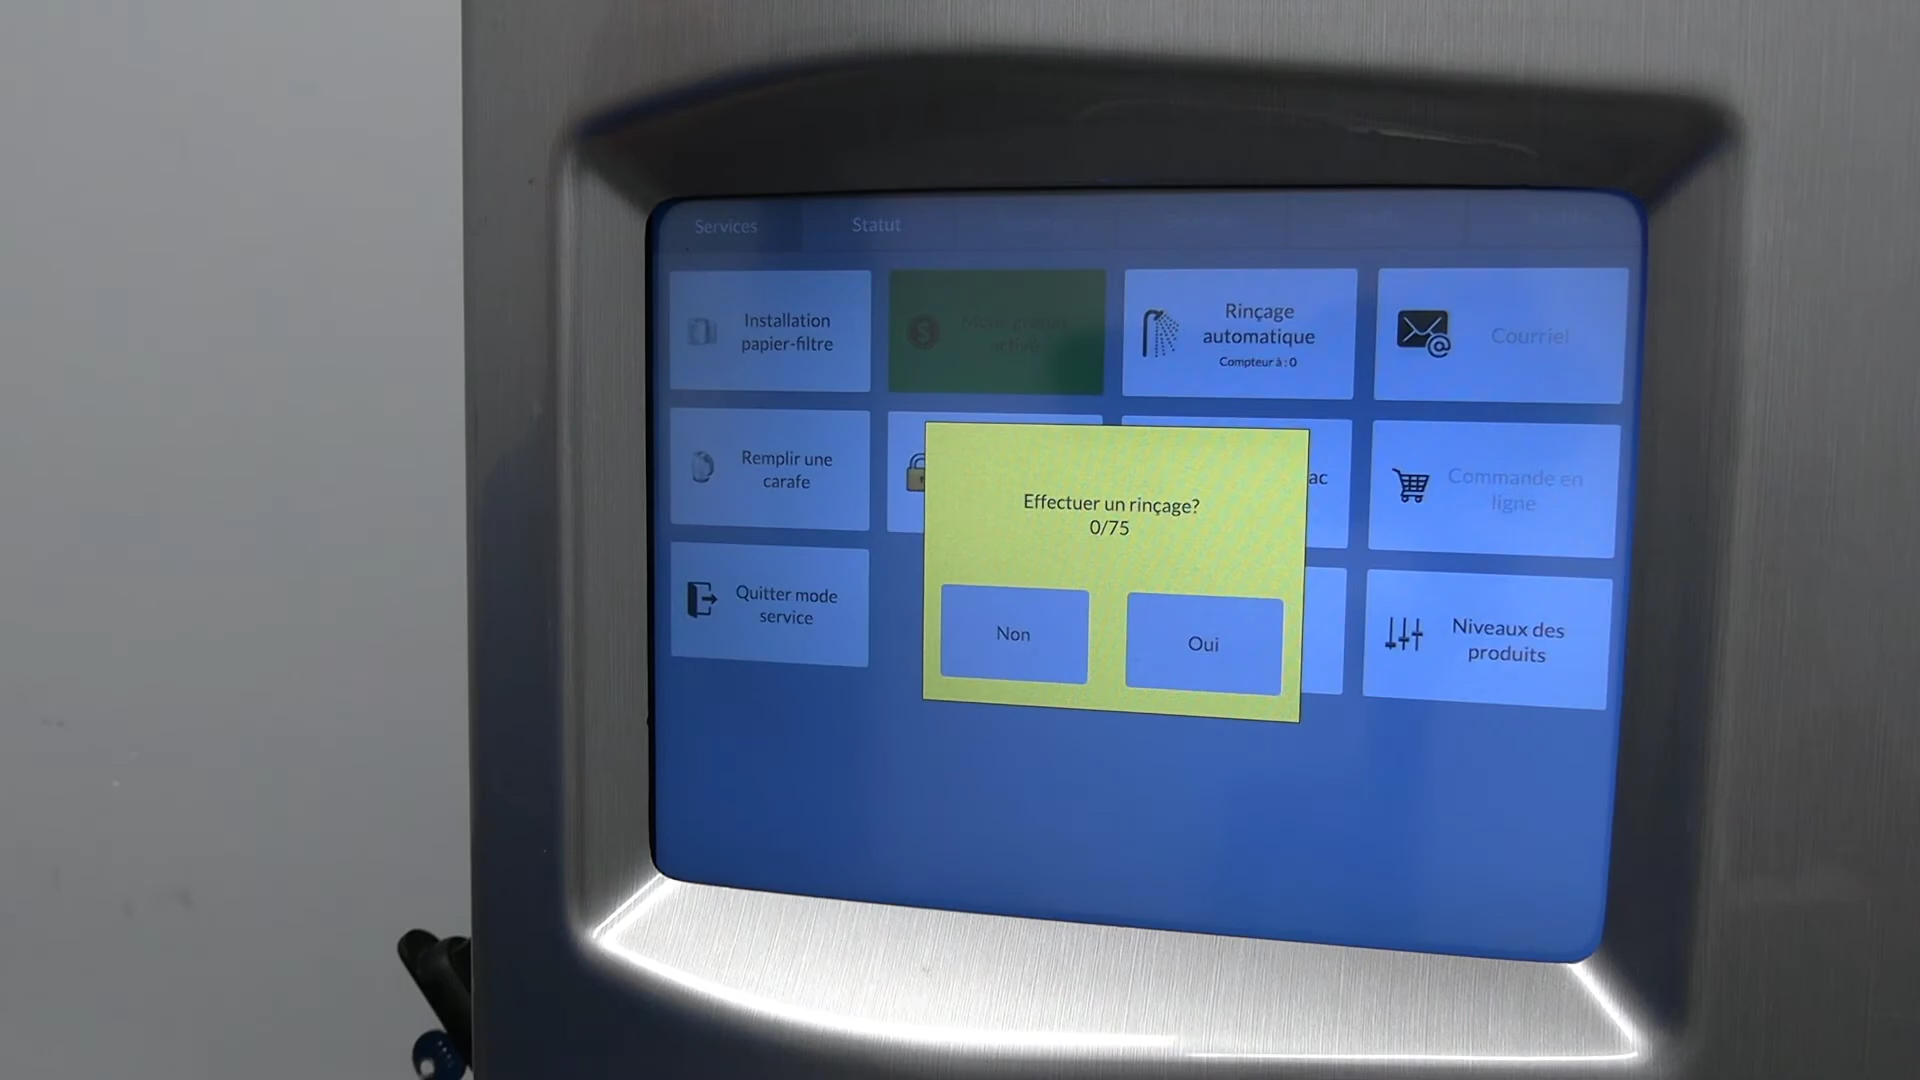 Services
Statut
Installation
papier-filtre
Rinçage
automatique
Compteur à : 0
Courriel
Remplir une
carafe
ac
Commande en
ligne
Effectuer un rinçage?
0/75
Non
Oui
Quitter mode
service
Niveaux des
produits